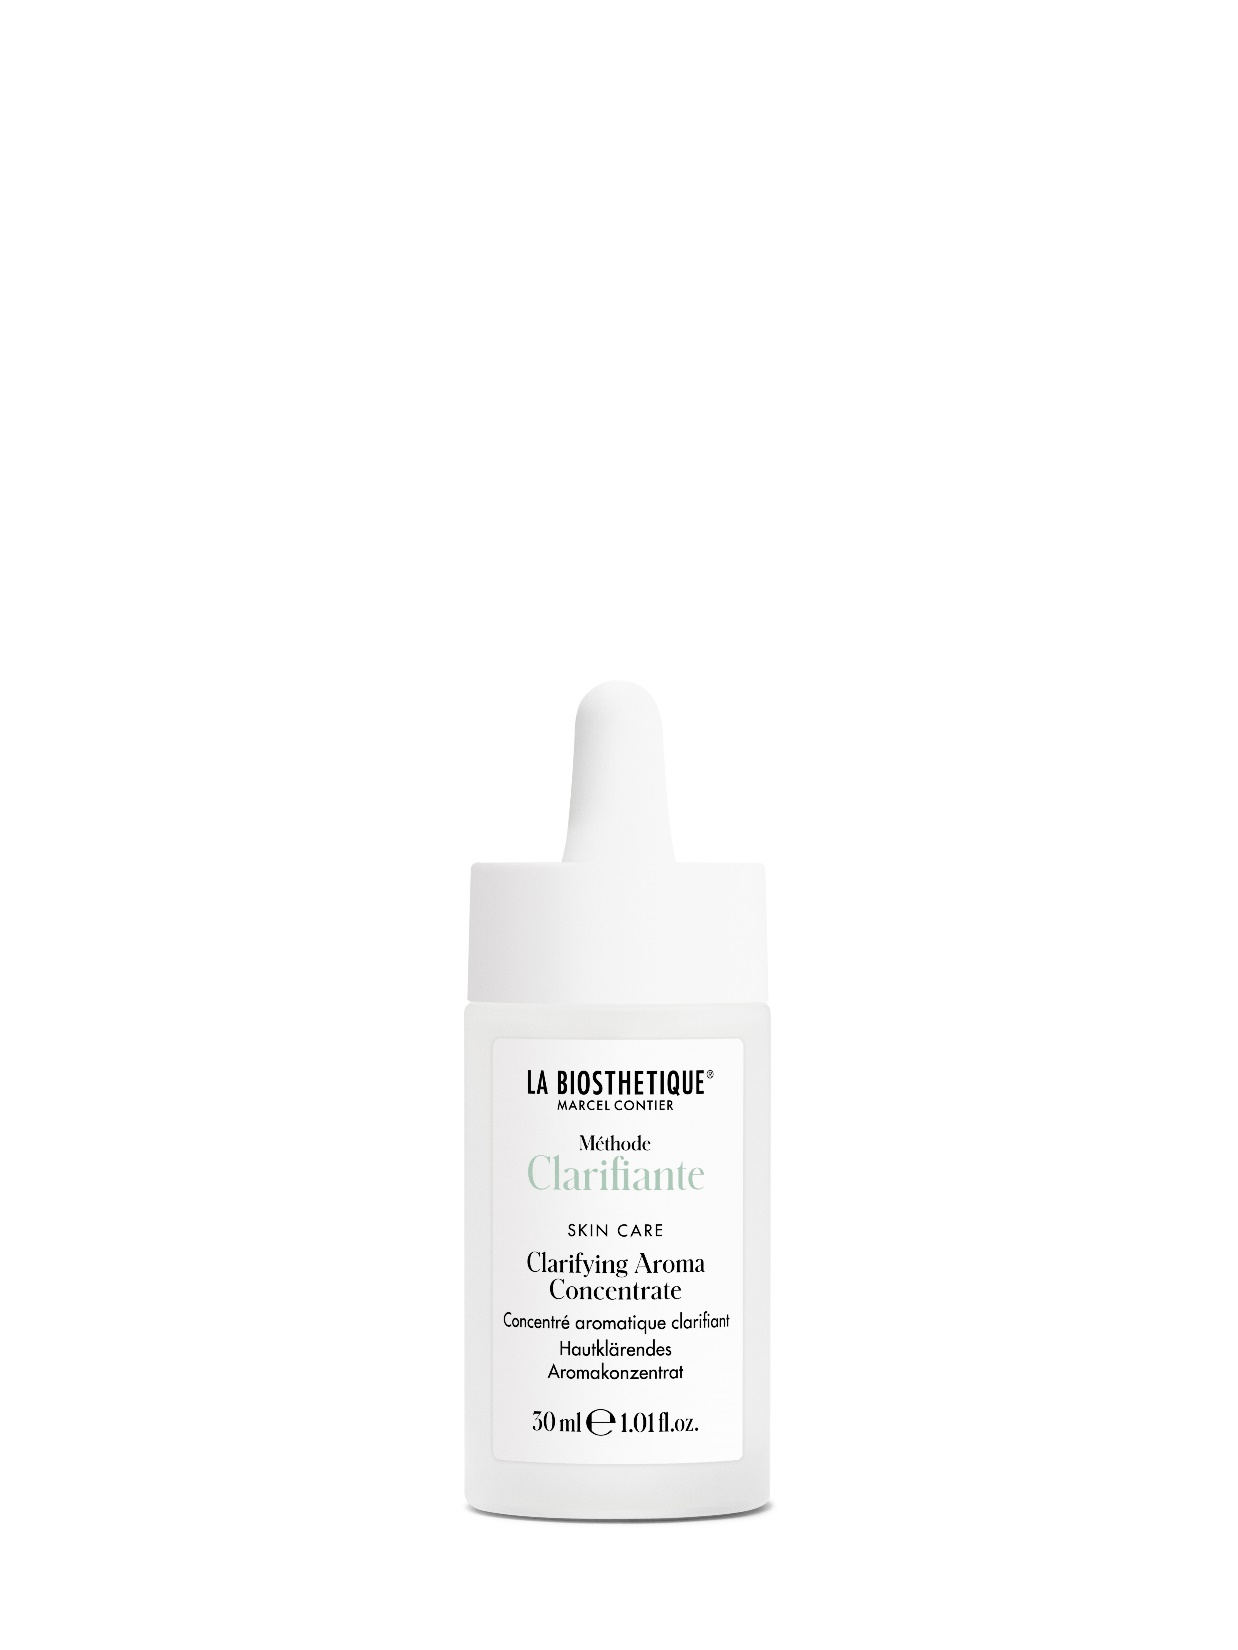 LA BIOSTHETIQUE®
MARCEL CONTIER
Méthode
Clarifiante
SKIN CARE
Clarifying Aroma
Concentrate
Concentré aromatique clarifiant
Hautklärendes
Aromakonzentrat
30 ml ℮ 1.01 fl.oz.